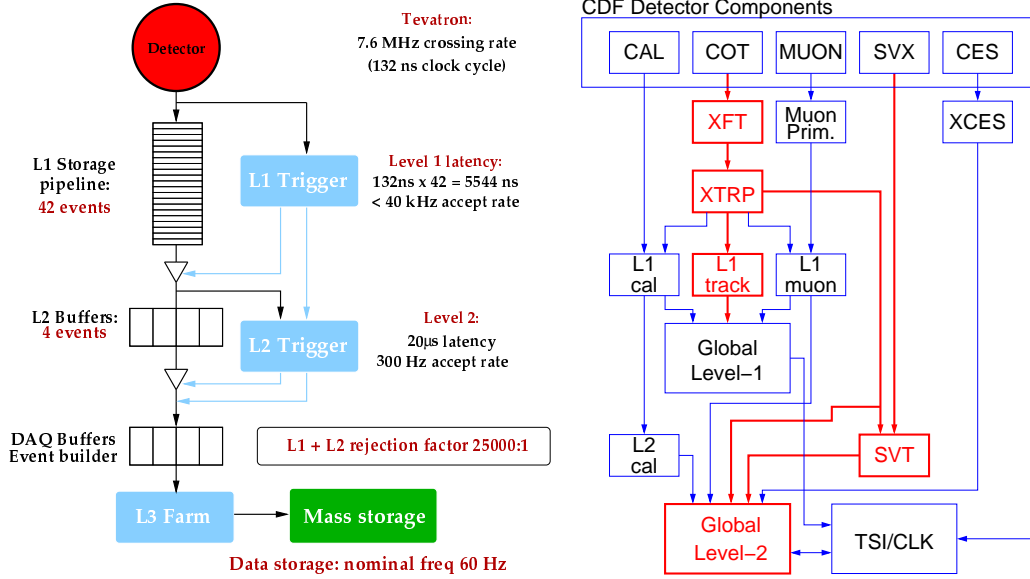 Detector
Tevatron:
7.6 MHz crossing rate
(132 ns clock cycle)
L1 Storage
pipeline:
42 events
L1 Trigger
Level 1 latency:
132ns x 42 = 5544 ns
< 40 kHz accept rate
L2 Buffers:
4 events
L2 Trigger
Level 2:
20μs latency
300 Hz accept rate
DAQ Buffers
Event builder
L1 + L2 rejection factor 25000:1
L3 Farm
Mass storage
Data storage: nominal freq 60 Hz
CDF Detector Components
CAL
COT
MUON
SVX
CES
XFT
Muon
Prim.
XCES
XTRP
L1
cal
L1
track
L1
muon
Global
Level−1
L2
cal
SVT
Global
Level−2
TSI/CLK